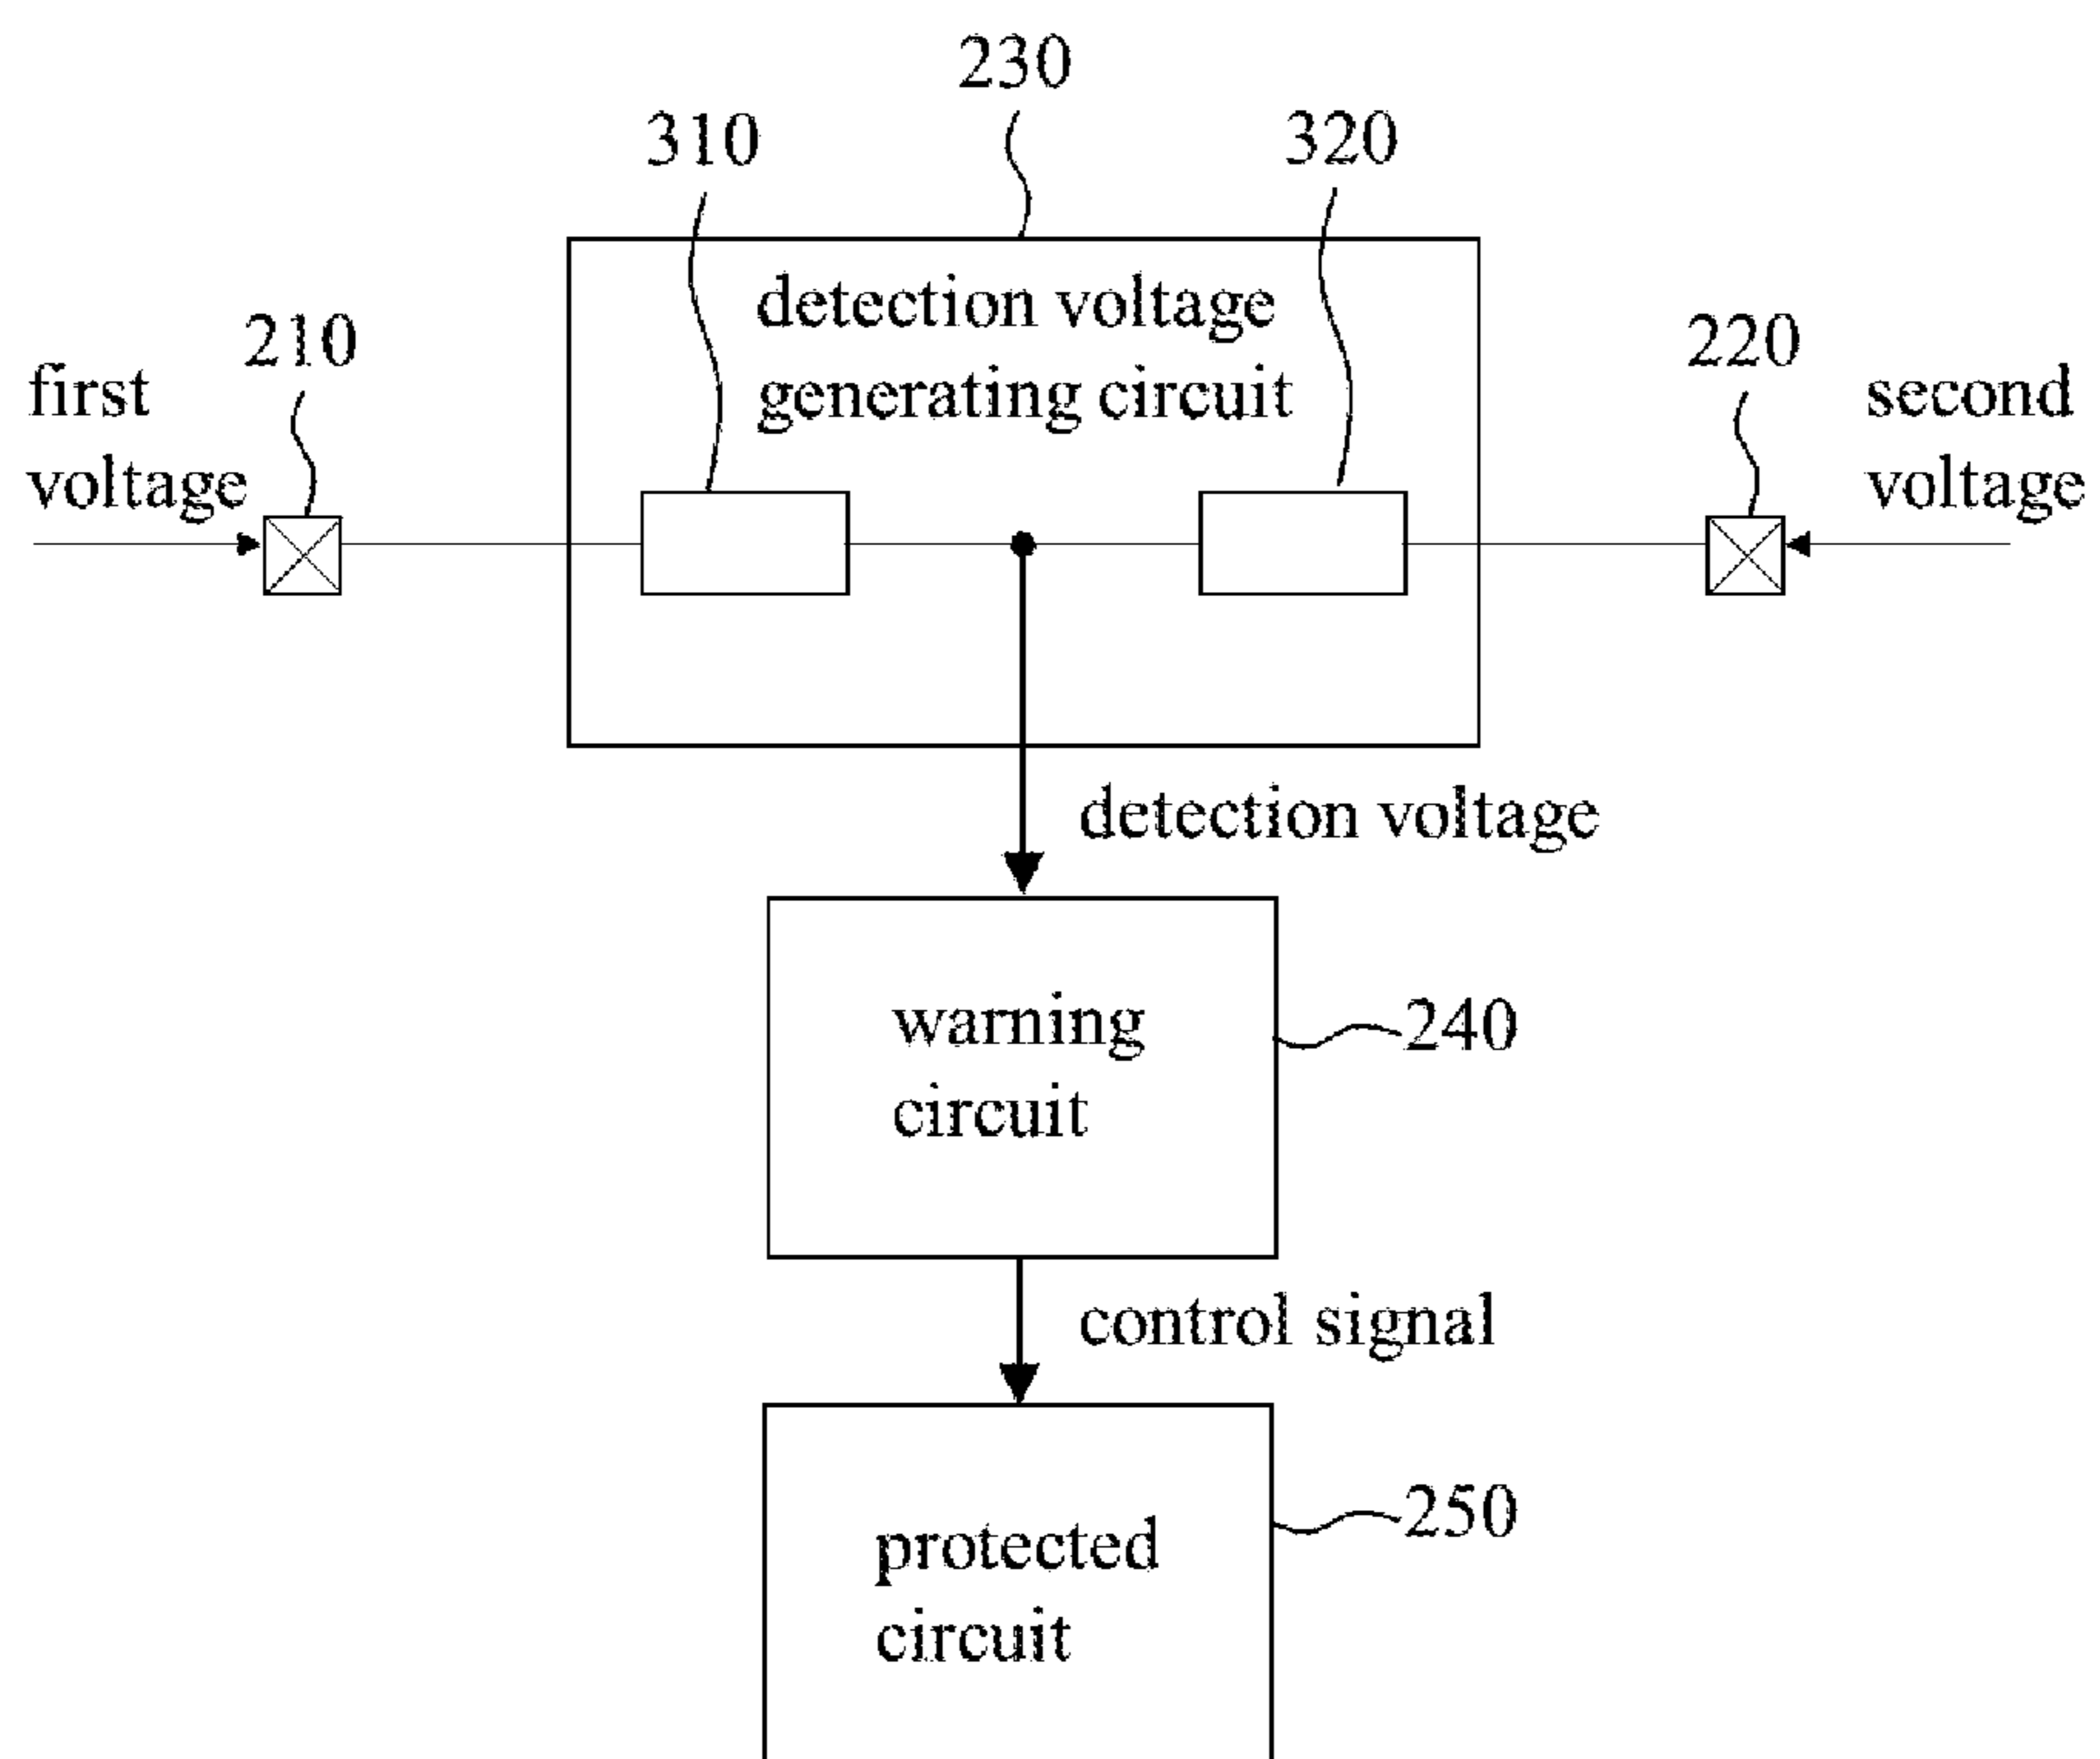 230
310
320
detection voltage
generating circuit
210
220
first
voltage
second
voltage
detection voltage
warning
circuit
240
control signal
250
protected
circuit